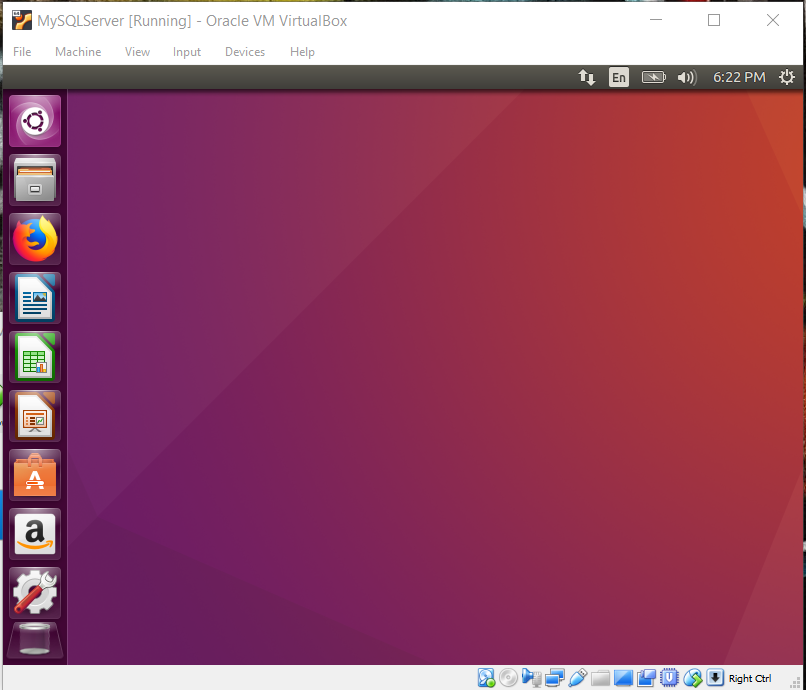 MySQLServer [Running] - Oracle VM VirtualBox
File Machine View Input Devices Help
En 6:22 PM
A
a
Right Ctrl